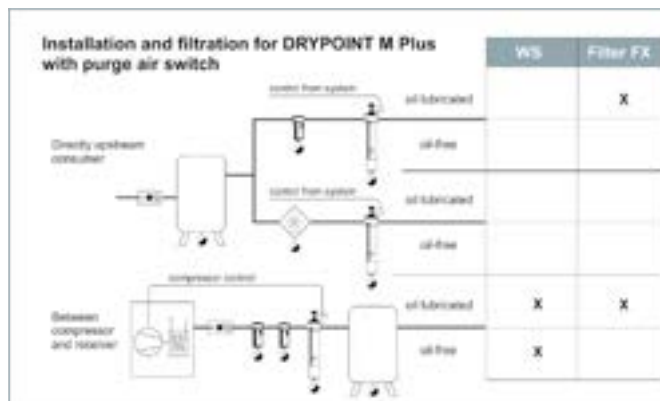 Installation and filtration for DRYPOINT M Plus
with purge air switch
WS
Filter FX
control from system
oil-lubricated
X
Directly upstream
consumer
oil-free
control from system
oil-lubricated
oil-free
compressor control
Between
compressor
and receiver
oil-lubricated
X
X
oil-free
X